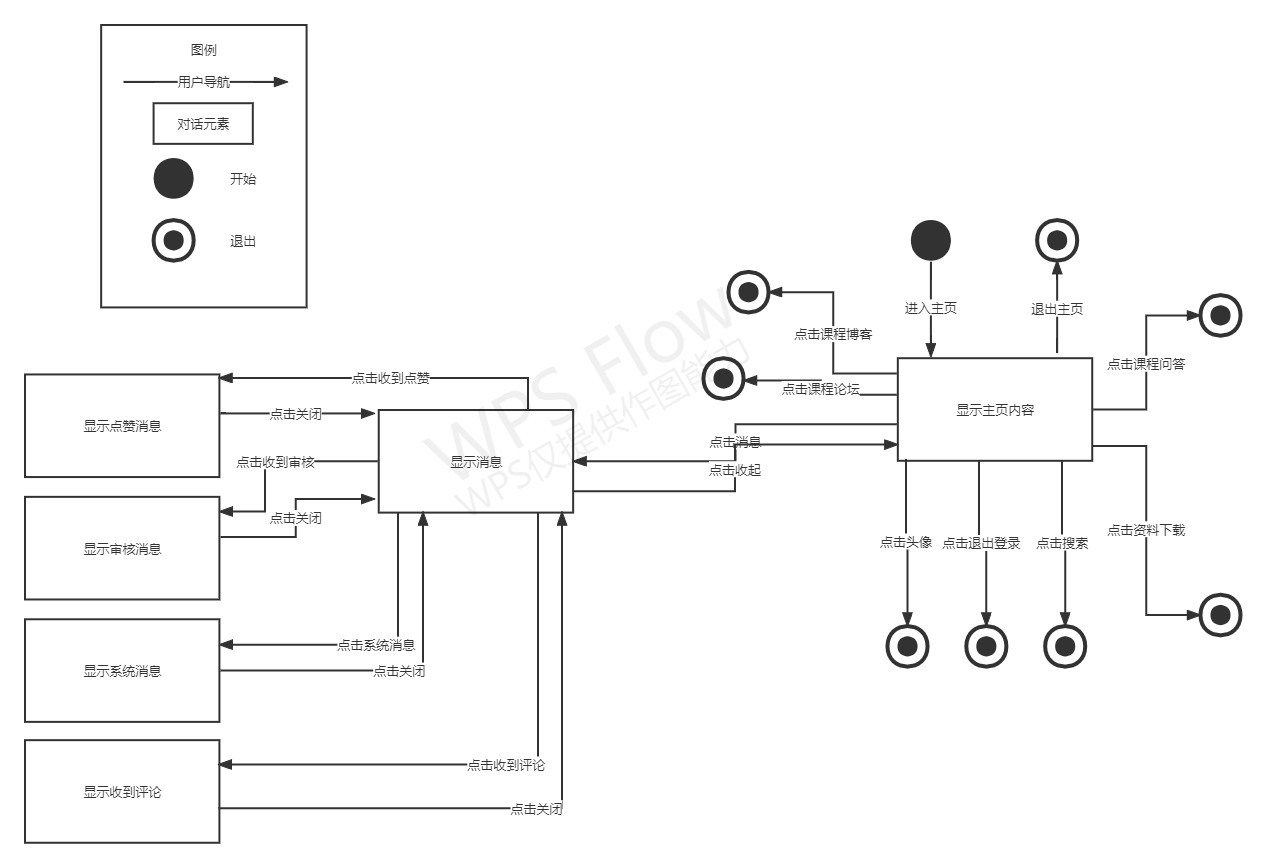 图例
用户导航
对话元素
开始
退出
进入主页
退出主页
点击课程博客
点击课程问答
点击课程论坛
显示主页内容
点击收到点赞
显示点赞消息
点击关闭
点击消息
点击收到审核
显示消息
点击收起
点击关闭
显示审核消息
点击头像
点击退出登录
点击搜索
点击资料下载
点击系统消息
显示系统消息
点击关闭
点击收到评论
显示收到评论
点击关闭
WPS Flow
WPS仅提供作图能力